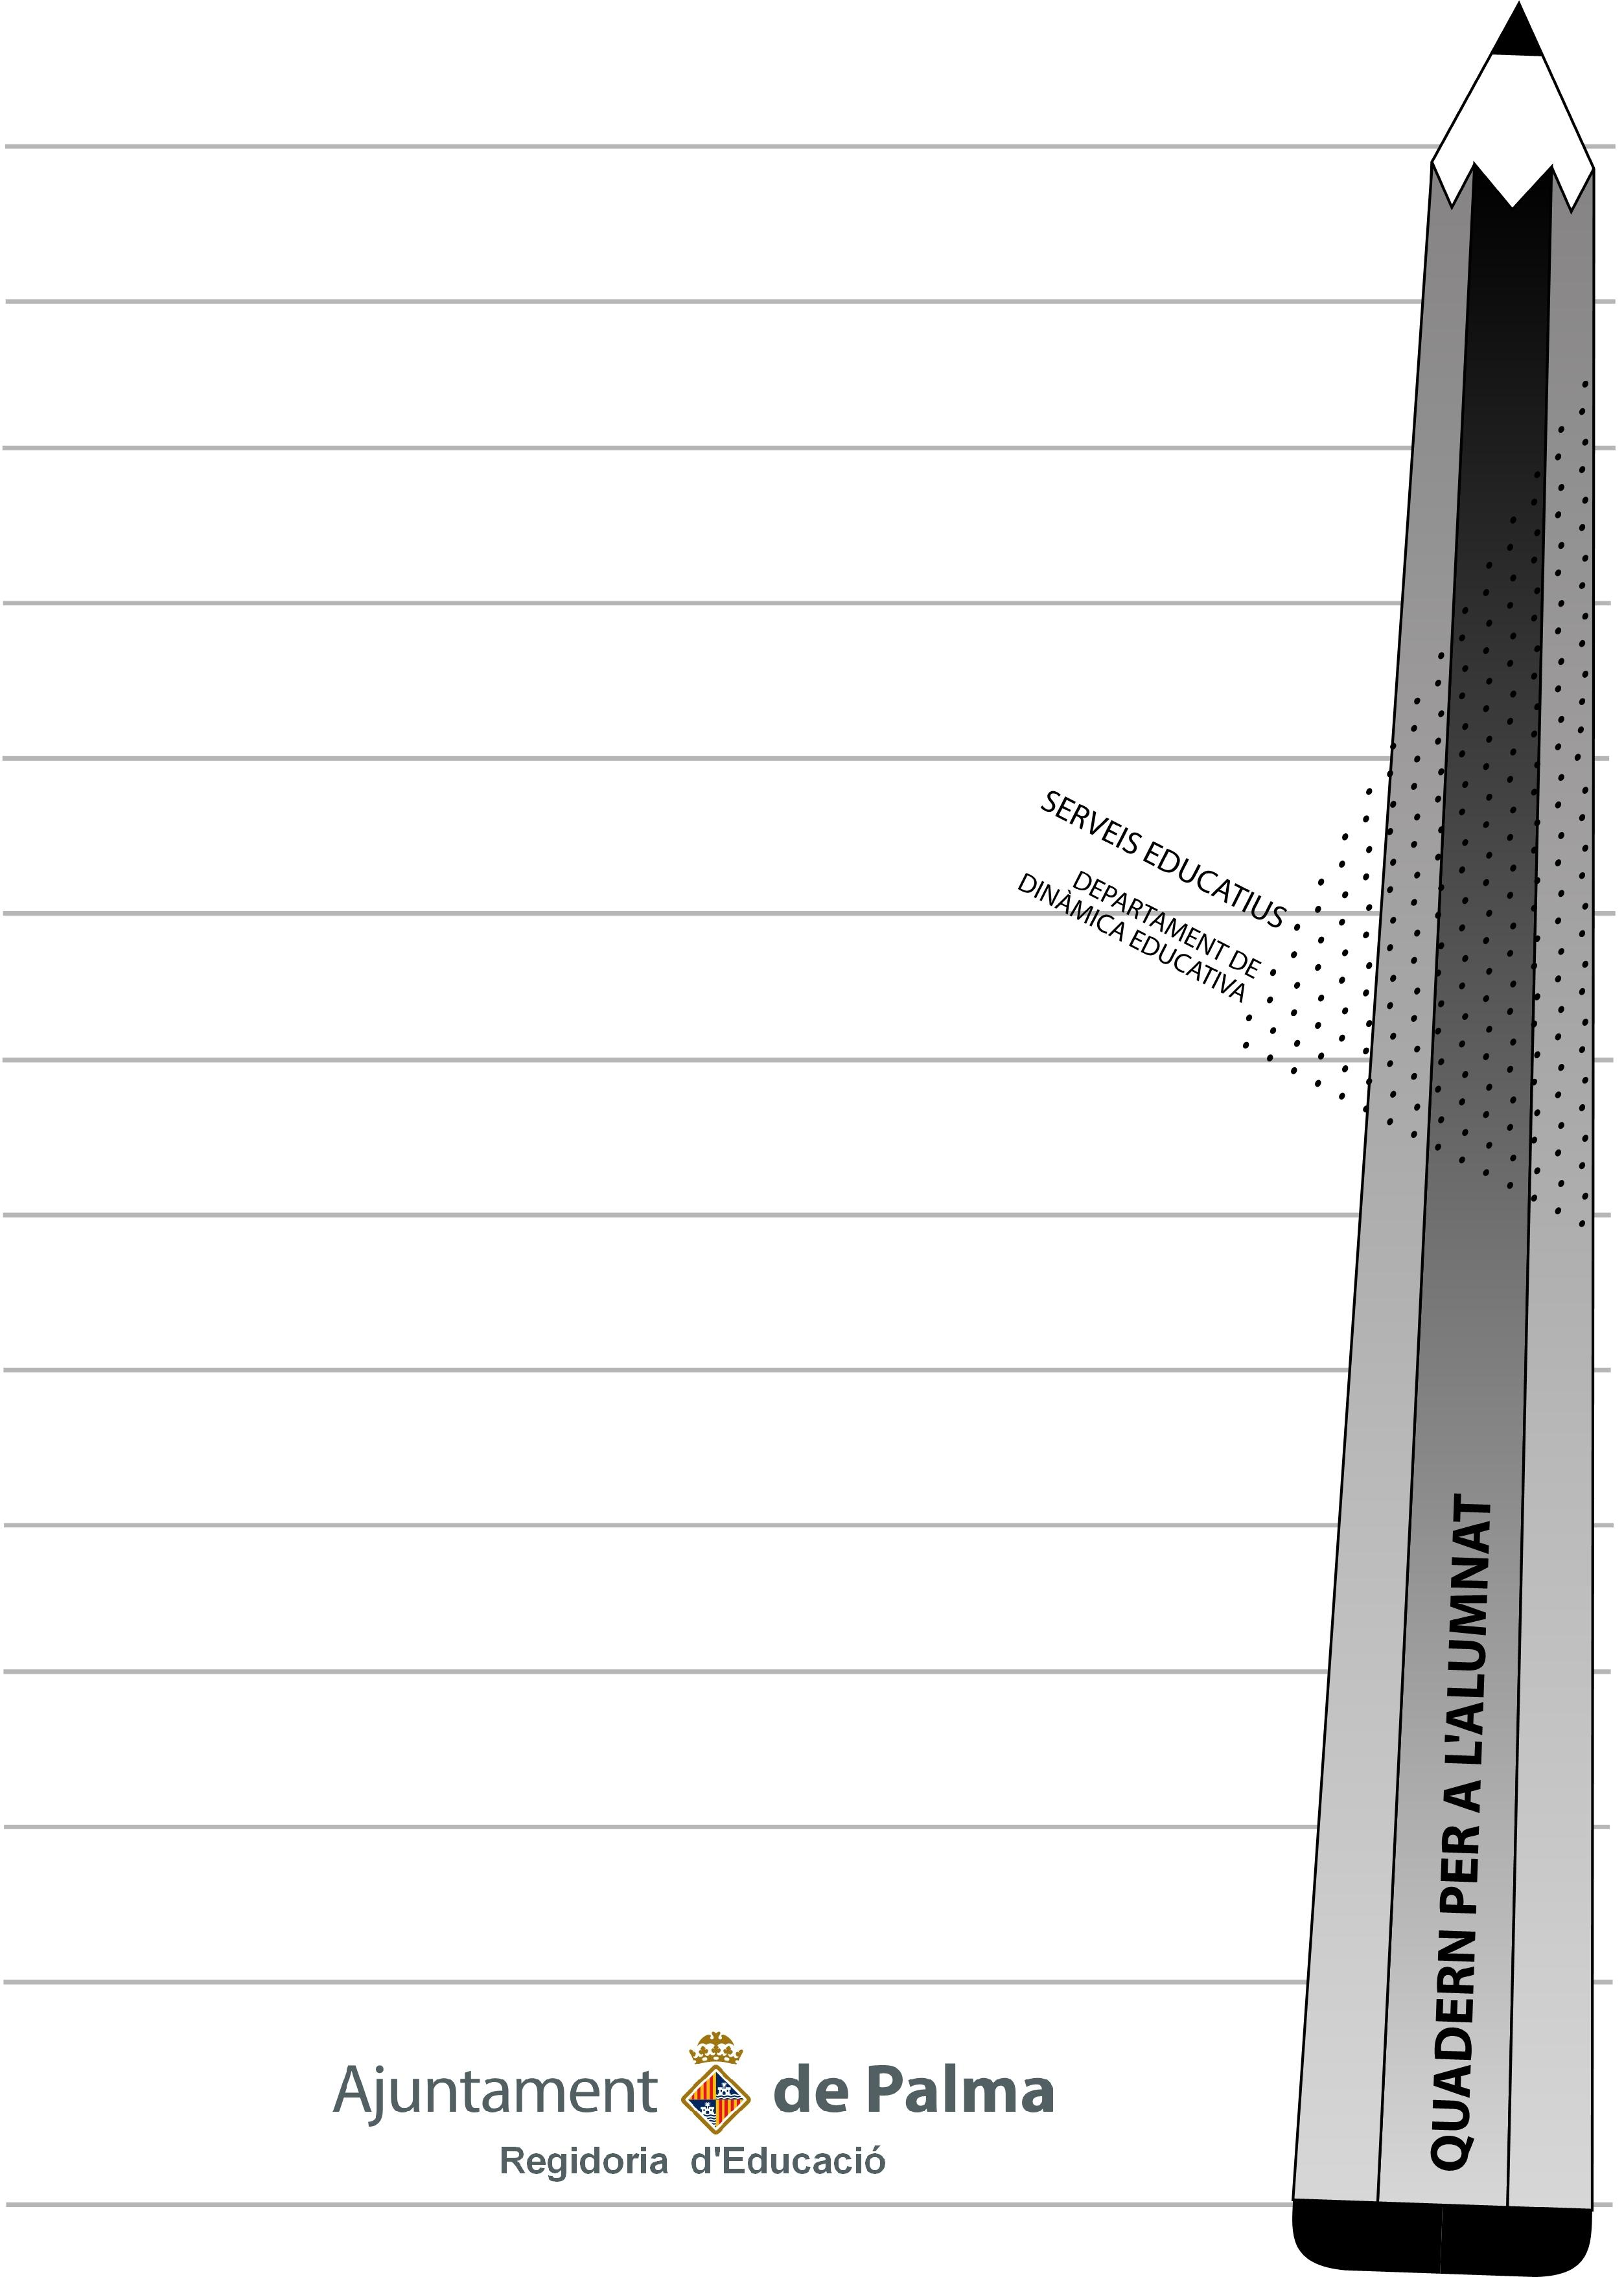 SERVEIS EDUCATIUS
DEPARTAMENT DE
DINÀMICA EDUCATIVA
QUADERN PER A L'ALUMNAT
Ajuntament de Palma
Regidoria d'Educació